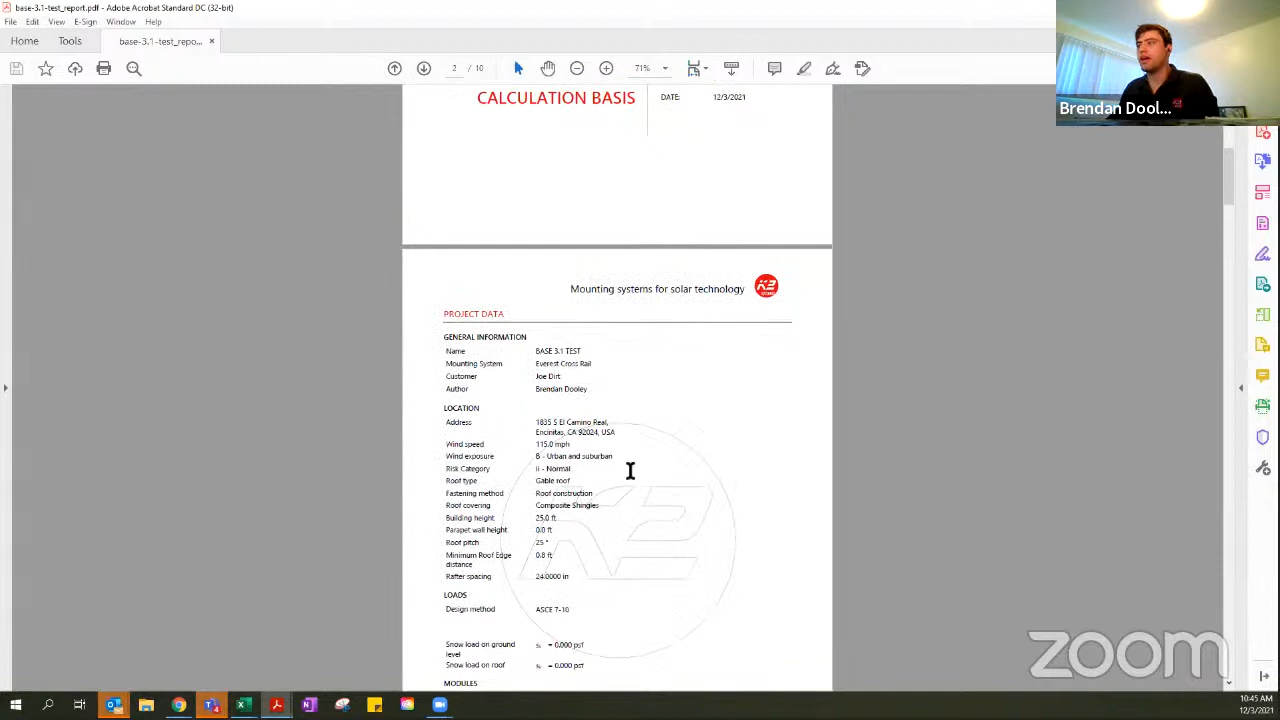 base-3.1-test_report.pdf - Adobe Acrobat Standard DC (32-bit)
File Edit View E-Sign Window Help
Home Tools base-3.1-test_repo... ×
2 / 10 71%
CALCULATION BASIS DATE: 12/3/2021
Brendan Dool...
Mounting systems for solar technology K2
PROJECT DATA
GENERAL INFORMATION
Name BASE 3.1 TEST
Mounting System Everest Cross Rail
Customer Joe Dirt
Author Brendan Dooley
LOCATION
Address 1835 S El Camino Real,
Encinitas, CA 92024, USA
Wind speed 115.0 mph
Wind exposure B - Urban and suburban
Risk Category ii - Normal
Roof type Gable roof
Fastening method Roof construction
Roof covering Composite Shingles
Building height 25.0 ft
Parapet wall height 0.0 ft
Roof pitch 25 °
Minimum Roof Edge 0.8 ft
distance
Rafter spacing 24.0000 in
LOADS
Design method ASCE 7-10
Snow load on ground = 0.000 psf
level
Snow load on roof = 0.000 psf
MODULES
K2
zoom
10:45 AM
12/3/2021